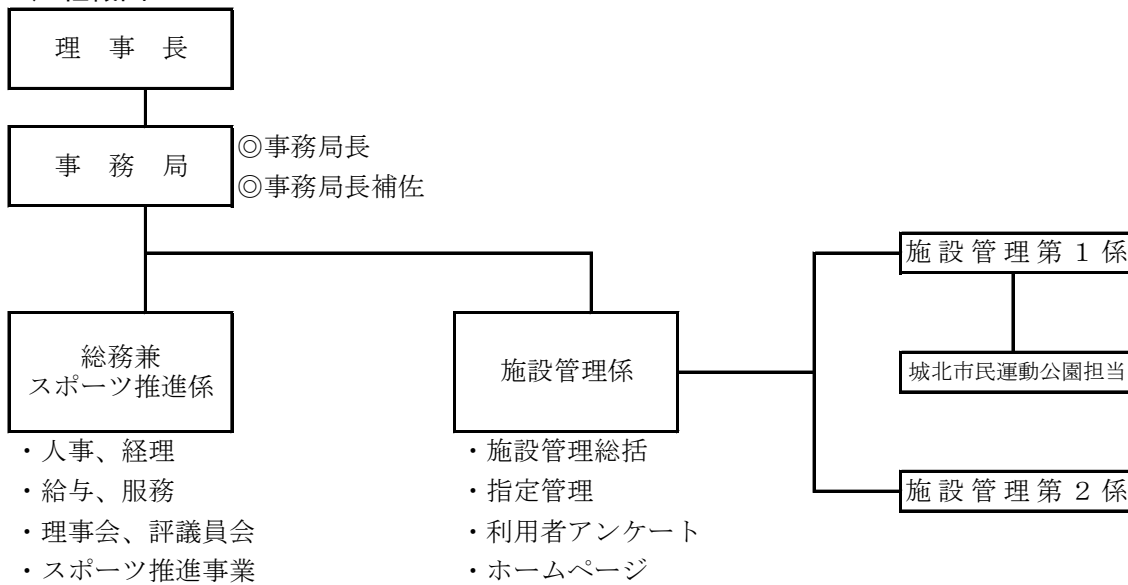 理　事　長
事　務　局
◎事務局長
◎事務局長補佐
総務兼
スポーツ推進係
・人事、経理
・給与、服務
・理事会、評議員会
・スポーツ推進事業
施設管理係
・施設管理総括
・指定管理
・利用者アンケート
・ホームページ
施設管理第１係
城北市民運動公園担当
施設管理第２係